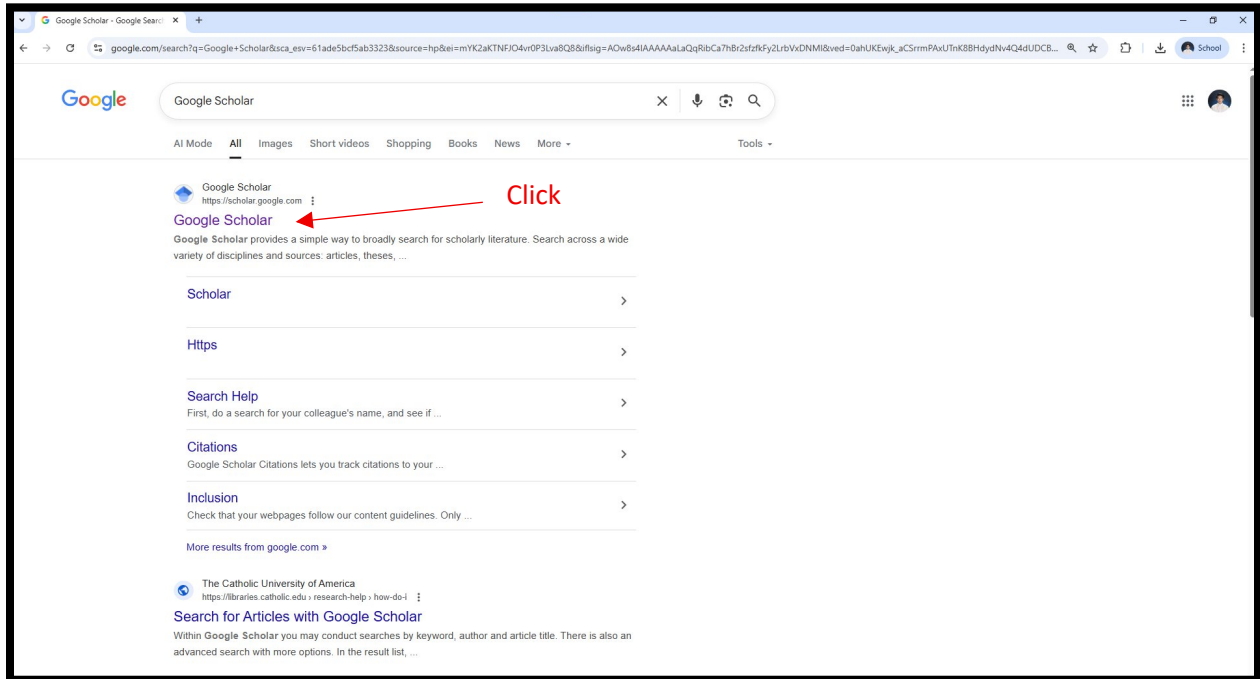 Google Scholar - Google Searc
google.com/search?q=Google+Scholar&sca_esv=61ade5bcf5ab3323&source=hp&ei=mYK2aKTNFJO4vr0P3Lva8Q8&iflsig=AOw8s4IAAAAAaLaQqRibCa7hBr2sfzfkFy2LrbVxDNMI&ved=0ahUKEwjk_aCSrrmPAxUTnK8BHdydNv4Q4dUDCB...
School
Google
Google Scholar
AI Mode All Images Short videos Shopping Books News More Tools
Google Scholar
https://scholar.google.com
Click
Google Scholar
Google Scholar provides a simple way to broadly search for scholarly literature. Search across a wide
variety of disciplines and sources: articles, theses, ...
Scholar
Https
Search Help
First, do a search for your colleague's name, and see if ...
Citations
Google Scholar Citations lets you track citations to your ...
Inclusion
Check that your webpages follow our content guidelines. Only ...
More results from google.com »
The Catholic University of America
https://libraries.catholic.edu › research-help › how-do-i
Search for Articles with Google Scholar
Within Google Scholar you may conduct searches by keyword, author and article title. There is also an
advanced search with more options. In the result list, ...